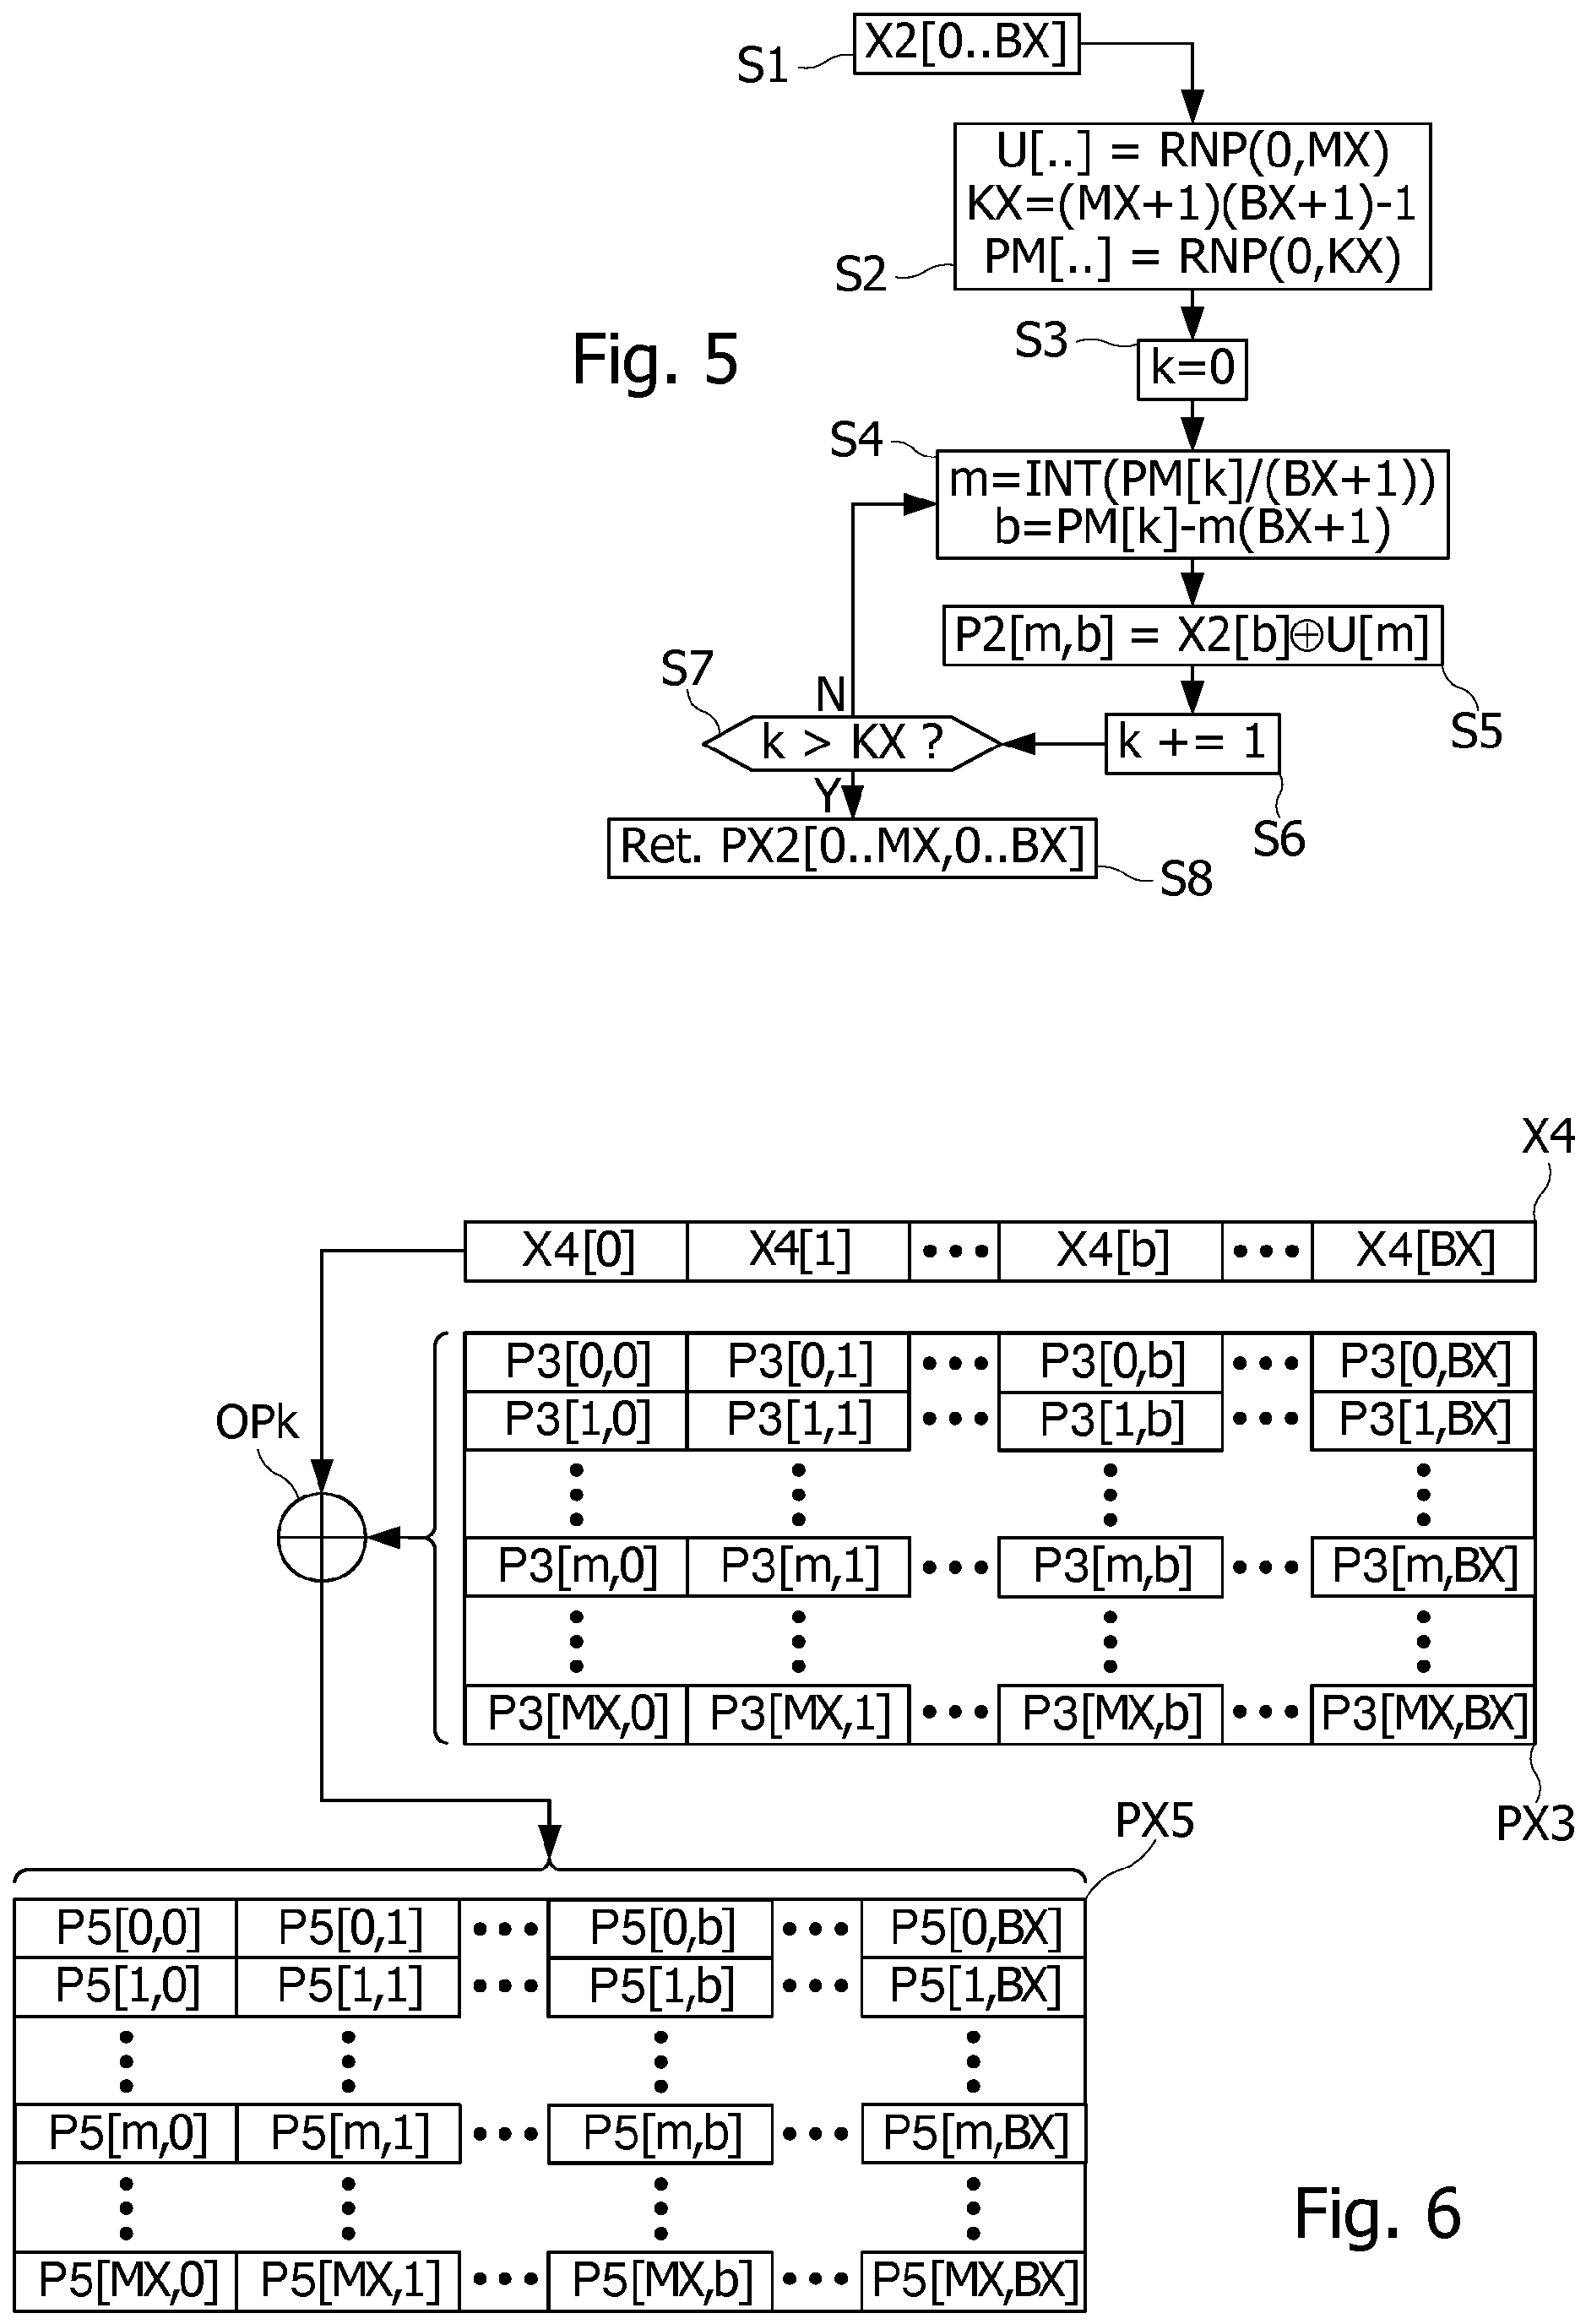 S1
X2[0..BX]
S2
U[..] = RNP(0,MX)
KX=(MX+1)(BX+1)-1
PM[..] = RNP(0,KX)
Fig. 5
S3
k=0
S4
m=INT(PM[k]/(BX+1))
b=PM[k]-m(BX+1)
P2[m,b] = X2[b]⊕U[m]
S5
S7
N
k > KX ?
k += 1
S6
Y
Ret. PX2[0..MX,0..BX]
S8
X4
X4[0] X4[1] ••• X4[b] ••• X4[BX]
P3[0,0] P3[0,1] ••• P3[0,b] ••• P3[0,BX]
OPk
P3[1,0] P3[1,1] ••• P3[1,b] ••• P3[1,BX]
P3[m,0] P3[m,1] ••• P3[m,b] ••• P3[m,BX]
P3[MX,0] P3[MX,1] ••• P3[MX,b] ••• P3[MX,BX]
PX5
PX3
P5[0,0] P5[0,1] ••• P5[0,b] ••• P5[0,BX]
P5[1,0] P5[1,1] ••• P5[1,b] ••• P5[1,BX]
P5[m,0] P5[m,1] ••• P5[m,b] ••• P5[m,BX]
P5[MX,0] P5[MX,1] ••• P5[MX,b] ••• P5[MX,BX]
Fig. 6